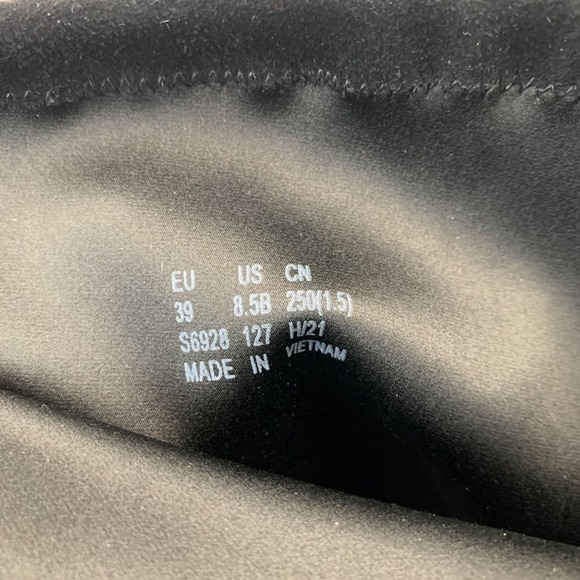 EU US CN
39 8.5B 250(1.5)
S6928 127 H/21
MADE IN VIETNAM